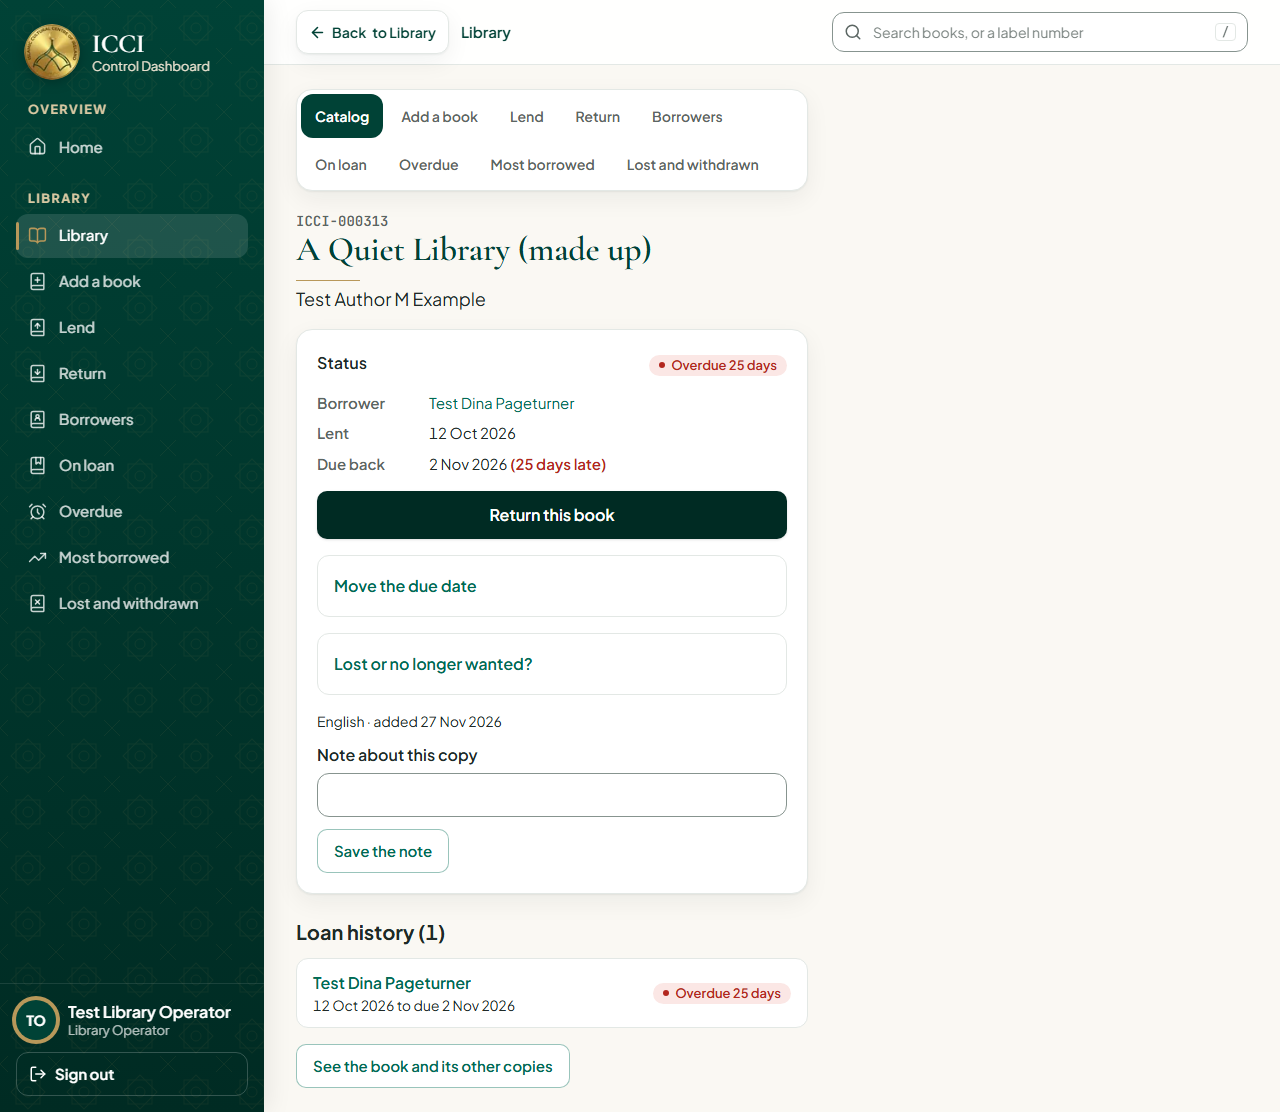 ICCI
Control Dashboard
OVERVIEW
Home
LIBRARY
Library
Add a book
Lend
Return
Borrowers
On loan
Overdue
Most borrowed
Lost and withdrawn
TO
Test Library Operator
Library Operator
Sign out
Back to Library
Library
Search books, or a label number
/
Catalog
Add a book
Lend
Return
Borrowers
On loan
Overdue
Most borrowed
Lost and withdrawn
ICCI-000313
A Quiet Library (made up)
Test Author M Example
Status
Overdue 25 days
Borrower
Test Dina Pageturner
Lent
12 Oct 2026
Due back
2 Nov 2026 (25 days late)
Return this book
Move the due date
Lost or no longer wanted?
English · added 27 Nov 2026
Note about this copy
Save the note
Loan history (1)
Test Dina Pageturner
12 Oct 2026 to due 2 Nov 2026
Overdue 25 days
See the book and its other copies